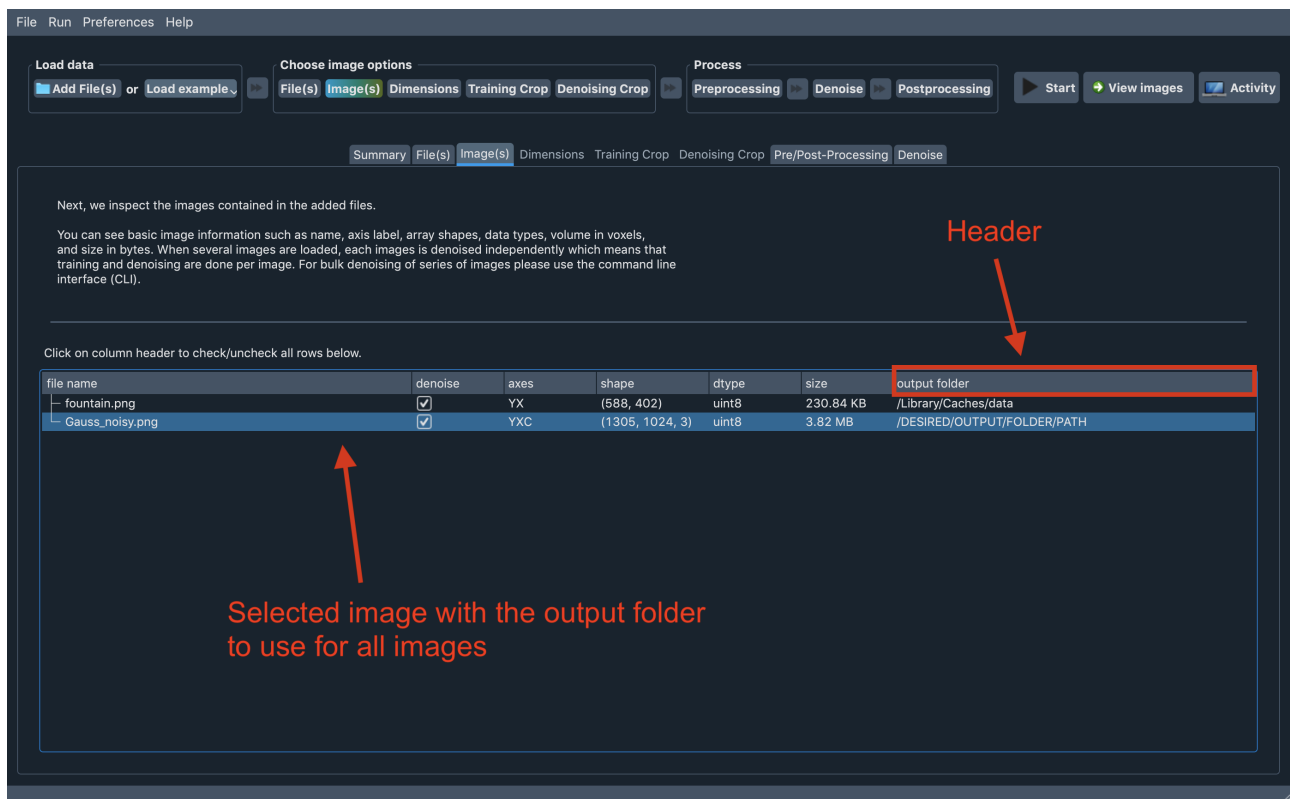 File Run Preferences Help
Load data
Choose image options
Process
Add File(s) or Load example
File(s) Image(s) Dimensions Training Crop Denoising Crop
Preprocessing Denoise Postprocessing
Start View images Activity
Summary File(s) Image(s) Dimensions Training Crop Denoising Crop Pre/Post-Processing Denoise
Next, we inspect the images contained in the added files.
You can see basic image information such as name, axis label, array shapes, data types, volume in voxels,
and size in bytes. When several images are loaded, each images is denoised independently which means that
training and denoising are done per image. For bulk denoising of series of images please use the command line
interface (CLI).
Header
Click on column header to check/uncheck all rows below.
file name denoise axes shape dtype size output folder
fountain.png YX (588, 402) uint8 230.84 KB /Library/Caches/data
Gauss_noisy.png YXC (1305, 1024, 3) uint8 3.82 MB /DESIRED/OUTPUT/FOLDER/PATH
Selected image with the output folder
to use for all images